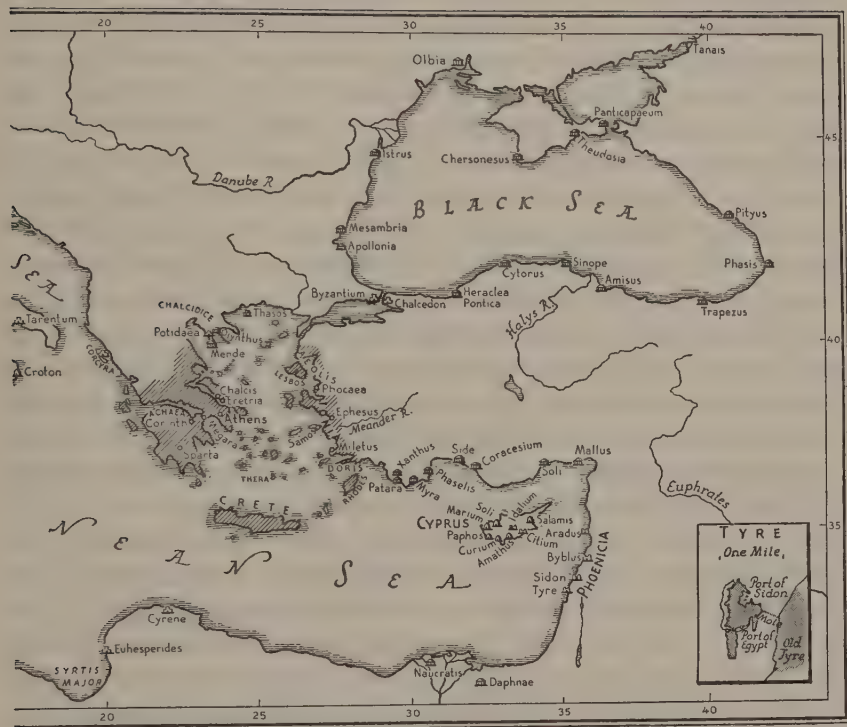 20
25
30
35
40
Olbia
Tanais
Panticapaeum
45
Istrus
Chersonesus
Theudosia
Danube R
BLACK SEA
Mesambria
Pityus
Apollonia
Phasis
SEA
Cytorus
Sinope
Amisus
Byzantium
Chalcedon
Heraclea
Pontica
Trapezus
Halys R.
CHALCIDICE
Thasos
Tarentum
Potidaea
Olynthus
Mende
40
CORCYRA
AEOLIS
LESBOS
Croton
Phocaea
Chalcis
Eretria
ACHAEA
Athens
Ephesus
Corinth
Megara
Meander R.
Samos
Sparta
Miletus
Xanthus
Side
Coracesium
Mallus
DORIS
Phaselis
Soli
THERA
Patara
Myra
RHODES
Euphrates
CRETE
Soli
Idalium
Marium
CYPRUS
Salamis
Paphos
Aradus
35
Curium
Citium
Amathus
Byblus
NEAN SEA
PHOENICIA
Sidon
Tyre
TYRE
One Mile
Port of
Sidon
Mole
Port of
Egypt
Old
Tyre
Cyrene
Euhesperides
SYRTIS
MAJOR
Naucratis
Daphnae
20
25
30
35
40